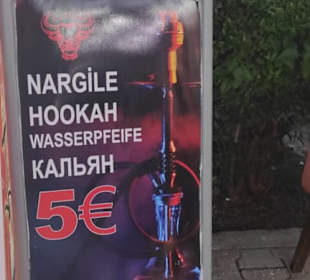 NARGİLE
HOOKAH
WASSERPFEIFE
КАЛЬЯН
5€